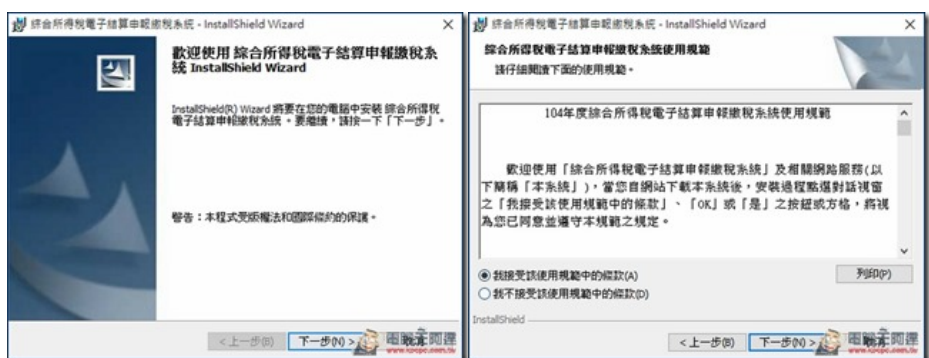 綜合所得稅電子結算申報繳稅系統 - InstallShield Wizard
歡迎使用 綜合所得稅電子結算申報繳稅系
統 InstallShield Wizard
InstallShield(R) Wizard 將要在您的電腦中安裝 綜合所得稅
電子結算申報繳稅系統 。要繼續，請按一下「下一步」。
警告：本程式受版權法和國際條約的保護。
<上一步(B)
下一步(N) >
取消
綜合所得稅電子結算申報繳稅系統 - InstallShield Wizard
綜合所得稅電子結算申報繳稅系統使用規範
請仔細閱讀下面的使用規範。
104年度綜合所得稅電子結算申報繳稅系統使用規範
歡迎使用「綜合所得稅電子結算申報繳稅系統」及相關網路服務(以
下簡稱「本系統」)，當您自網站下載本系統後，安裝過程點選對話視窗
之「我接受該使用規範中的條款」、「OK」或「是」之按鈕或方格，將視
為您已同意並遵守本規範之規定。
我接受該使用規範中的條款(A)
列印(P)
我不接受該使用規範中的條款(D)
InstallShield
<上一步(B)
下一步(N) >
取消